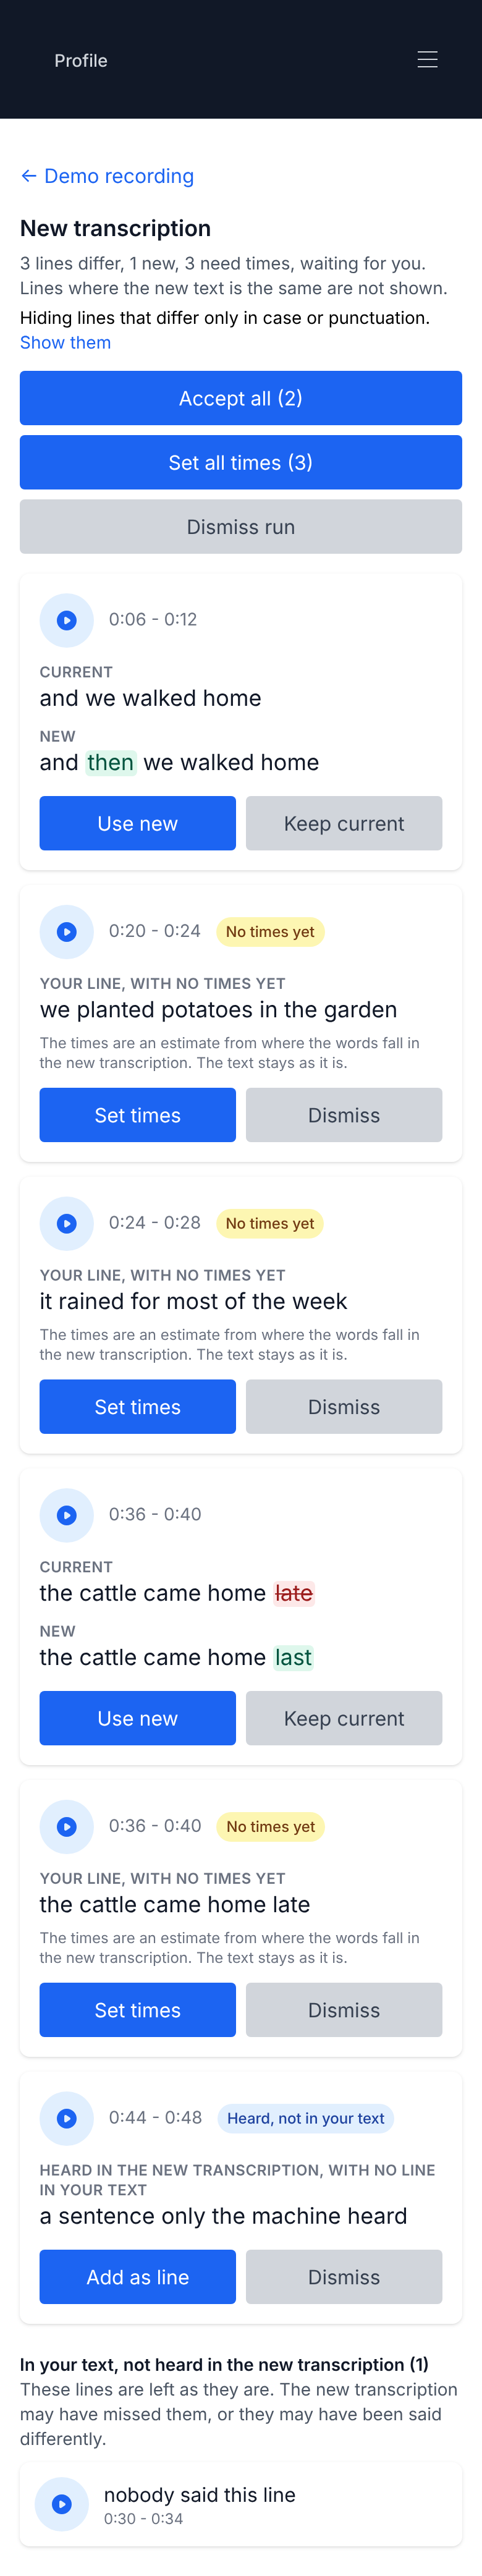 Profile
← Demo recording
New transcription
3 lines differ, 1 new, 3 need times, waiting for you.
Lines where the new text is the same are not shown.
Hiding lines that differ only in case or punctuation.
Show them
Accept all (2)
Set all times (3)
Dismiss run
0:06 - 0:12
CURRENT
and we walked home
NEW
and then we walked home
Use new Keep current
0:20 - 0:24 No times yet
YOUR LINE, WITH NO TIMES YET
we planted potatoes in the garden
The times are an estimate from where the words fall in
the new transcription. The text stays as it is.
Set times Dismiss
0:24 - 0:28 No times yet
YOUR LINE, WITH NO TIMES YET
it rained for most of the week
The times are an estimate from where the words fall in
the new transcription. The text stays as it is.
Set times Dismiss
0:36 - 0:40
CURRENT
the cattle came home late
NEW
the cattle came home last
Use new Keep current
0:36 - 0:40 No times yet
YOUR LINE, WITH NO TIMES YET
the cattle came home late
The times are an estimate from where the words fall in
the new transcription. The text stays as it is.
Set times Dismiss
0:44 - 0:48 Heard, not in your text
HEARD IN THE NEW TRANSCRIPTION, WITH NO LINE
IN YOUR TEXT
a sentence only the machine heard
Add as line Dismiss
In your text, not heard in the new transcription (1)
These lines are left as they are. The new transcription
may have missed them, or they may have been said
differently.
nobody said this line
0:30 - 0:34